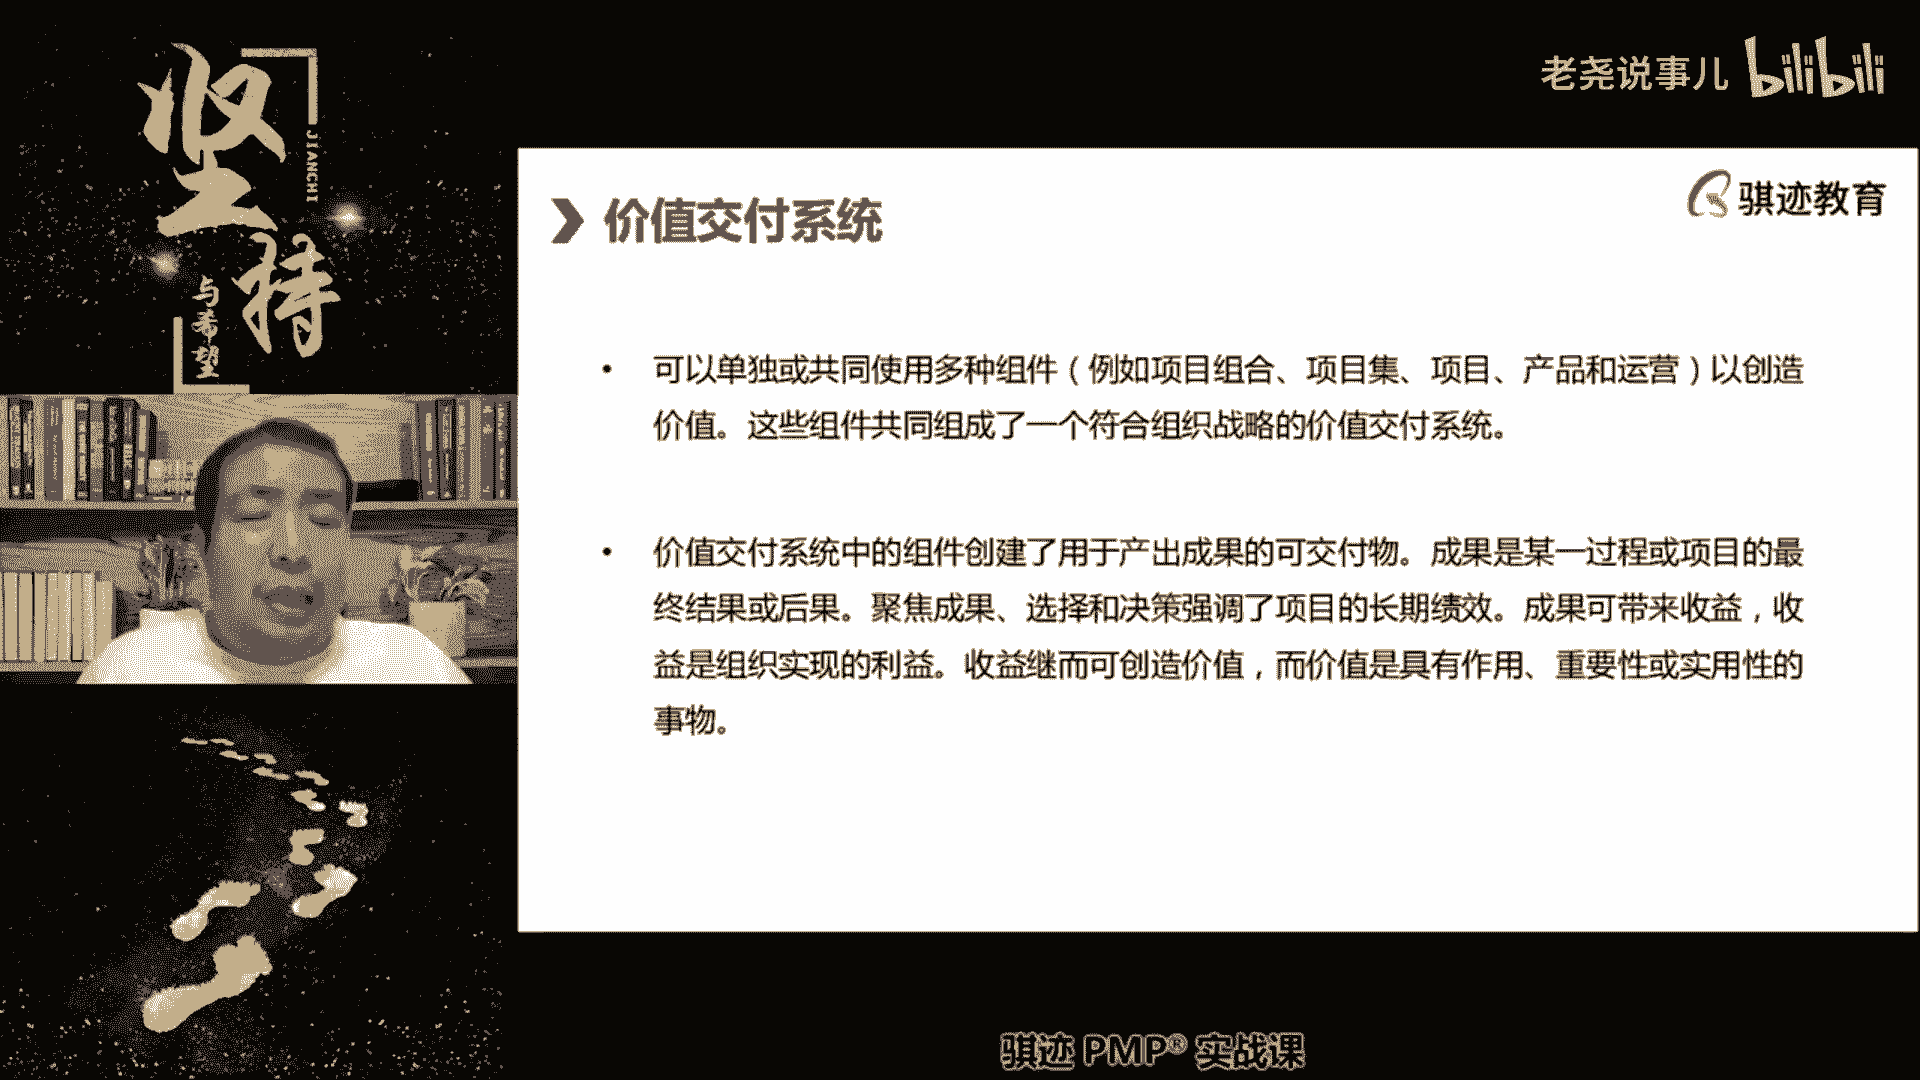 坚持
JIANCHI
与希望
老尧说事儿 bilibili
骐迹教育
价值交付系统
• 可以单独或共同使用多种组件（例如项目组合、项目集、项目、产品和运营）以创造
价值。这些组件共同组成了一个符合组织战略的价值交付系统。
• 价值交付系统中的组件创建了用于产出成果的可交付物。成果是某一过程或项目的最
终结果或后果。聚焦成果、选择和决策强调了项目的长期绩效。成果可带来收益，收
益是组织实现的利益。收益继而可创造价值，而价值是具有作用、重要性或实用性的
事物。
骐迹 PMP® 实战课